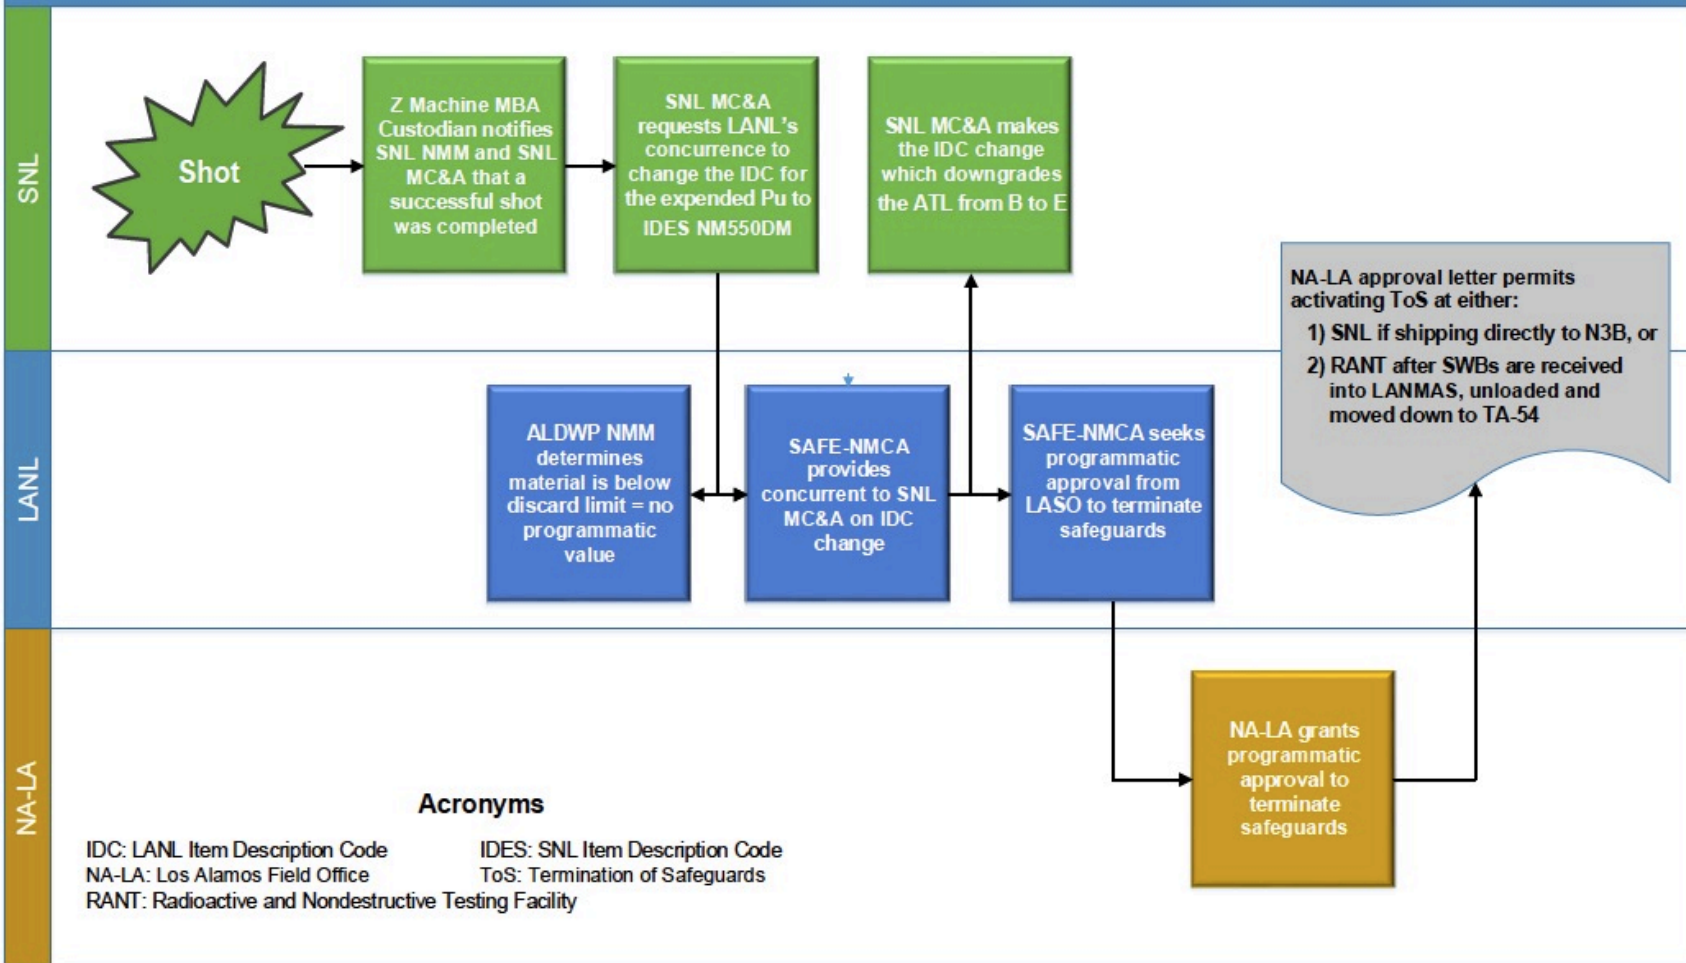 SNL
Shot
Z Machine MBA
Custodian notifies
SNL NMM and SNL
MC&A that a
successful shot
was completed
SNL MC&A
requests LANL's
concurrence to
change the IDC for
the expended Pu to
IDES NM550DM
SNL MC&A makes
the IDC change
which downgrades
the ATL from B to E
NA-LA approval letter permits
activating ToS at either:
1) SNL if shipping directly to N3B, or
2) RANT after SWBs are received
into LANMAS, unloaded and
moved down to TA-54
LANL
ALDWP NMM
determines
material is below
discard limit = no
programmatic
value
SAFE-NMCA
provides
concurrent to SNL
MC&A on IDC
change
SAFE-NMCA seeks
programmatic
approval from
LASO to terminate
safeguards
NA-LA
NA-LA grants
programmatic
approval to
terminate
safeguards
Acronyms
IDC: LANL Item Description Code
IDES: SNL Item Description Code
NA-LA: Los Alamos Field Office
ToS: Termination of Safeguards
RANT: Radioactive and Nondestructive Testing Facility